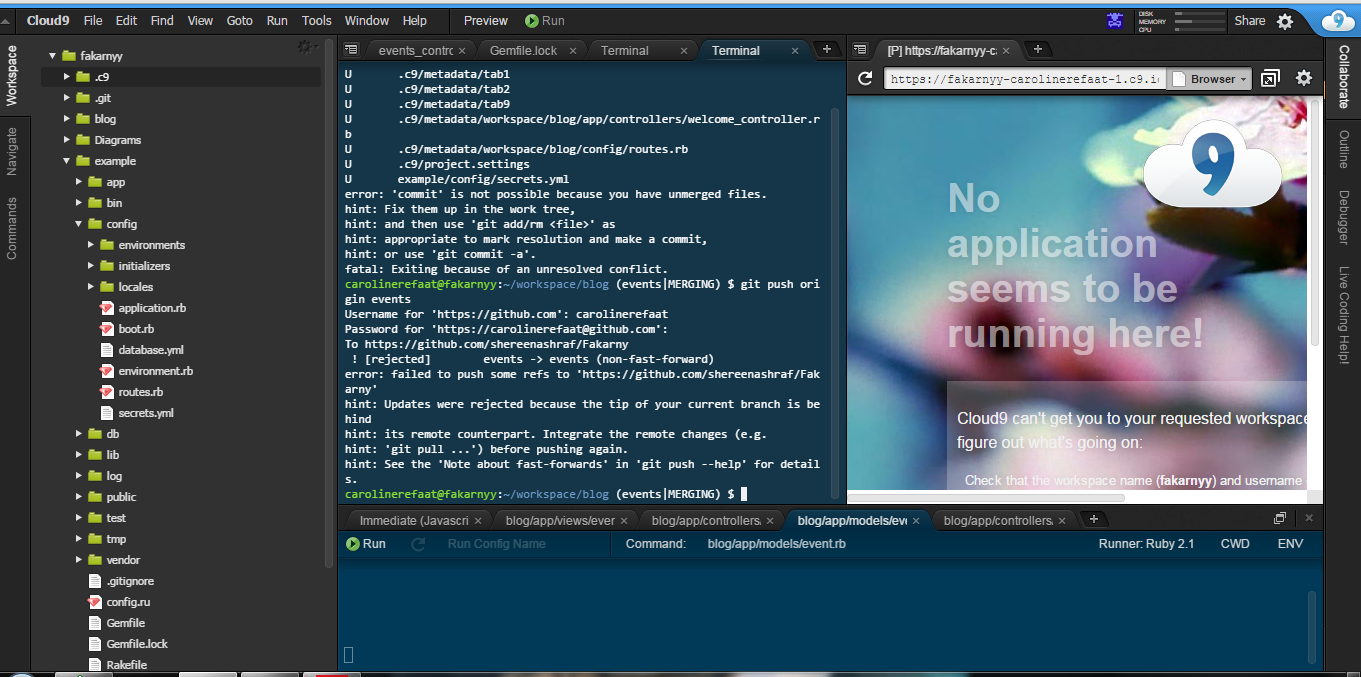 Cloud9 File Edit Find View Goto Run Tools Window Help Preview Run
DISK
MEMORY
CPU
Share
9
Workspace
Navigate
Commands
fakarnyy
.c9
.git
blog
Diagrams
example
app
bin
config
environments
initializers
locales
application.rb
boot.rb
database.yml
environment.rb
routes.rb
secrets.yml
db
lib
log
public
test
tmp
vendor
.gitignore
config.ru
Gemfile
Gemfile.lock
Rakefile
events_contrc × Gemfile.lock × Terminal × Terminal × +
U .c9/metadata/tab1
U .c9/metadata/tab2
U .c9/metadata/tab9
U .c9/metadata/workspace/blog/app/controllers/welcome_controller.r
b
U .c9/metadata/workspace/blog/config/routes.rb
U .c9/project.settings
U example/config/secrets.yml
error: 'commit' is not possible because you have unmerged files.
hint: Fix them up in the work tree,
hint: and then use 'git add/rm <file>' as
hint: appropriate to mark resolution and make a commit,
hint: or use 'git commit -a'.
fatal: Exiting because of an unresolved conflict.
carolinerefaat@fakarnyy:~/workspace/blog (events|MERGING) $ git push ori
gin events
Username for 'https://github.com': carolinerefaat
Password for 'https://carolinerefaat@github.com':
To https://github.com/shereenashraf/Fakarny
! [rejected] events -> events (non-fast-forward)
error: failed to push some refs to 'https://github.com/shereenashraf/Fak
arny'
hint: Updates were rejected because the tip of your current branch is be
hind
hint: its remote counterpart. Integrate the remote changes (e.g.
hint: 'git pull ...') before pushing again.
hint: See the 'Note about fast-forwards' in 'git push --help' for detail
s.
carolinerefaat@fakarnyy:~/workspace/blog (events|MERGING) $
[P] https://fakarnyy-ca × +
https://fakarnyy-carolinerefaat-1.c9.i Browser
9
No
application
seems to be
running here!
Cloud9 can't get you to your requested workspace
figure out what's going on:
Check that the workspace name (fakarnyy) and username
Immediate (Javascri × blog/app/views/ever × blog/app/controllers/ × blog/app/models/eve × blog/app/controllers/ × +
Run Run Config Name Command: blog/app/models/event.rb Runner: Ruby 2.1 CWD ENV
Collaborate
Outline
Debugger
Live Coding Help!